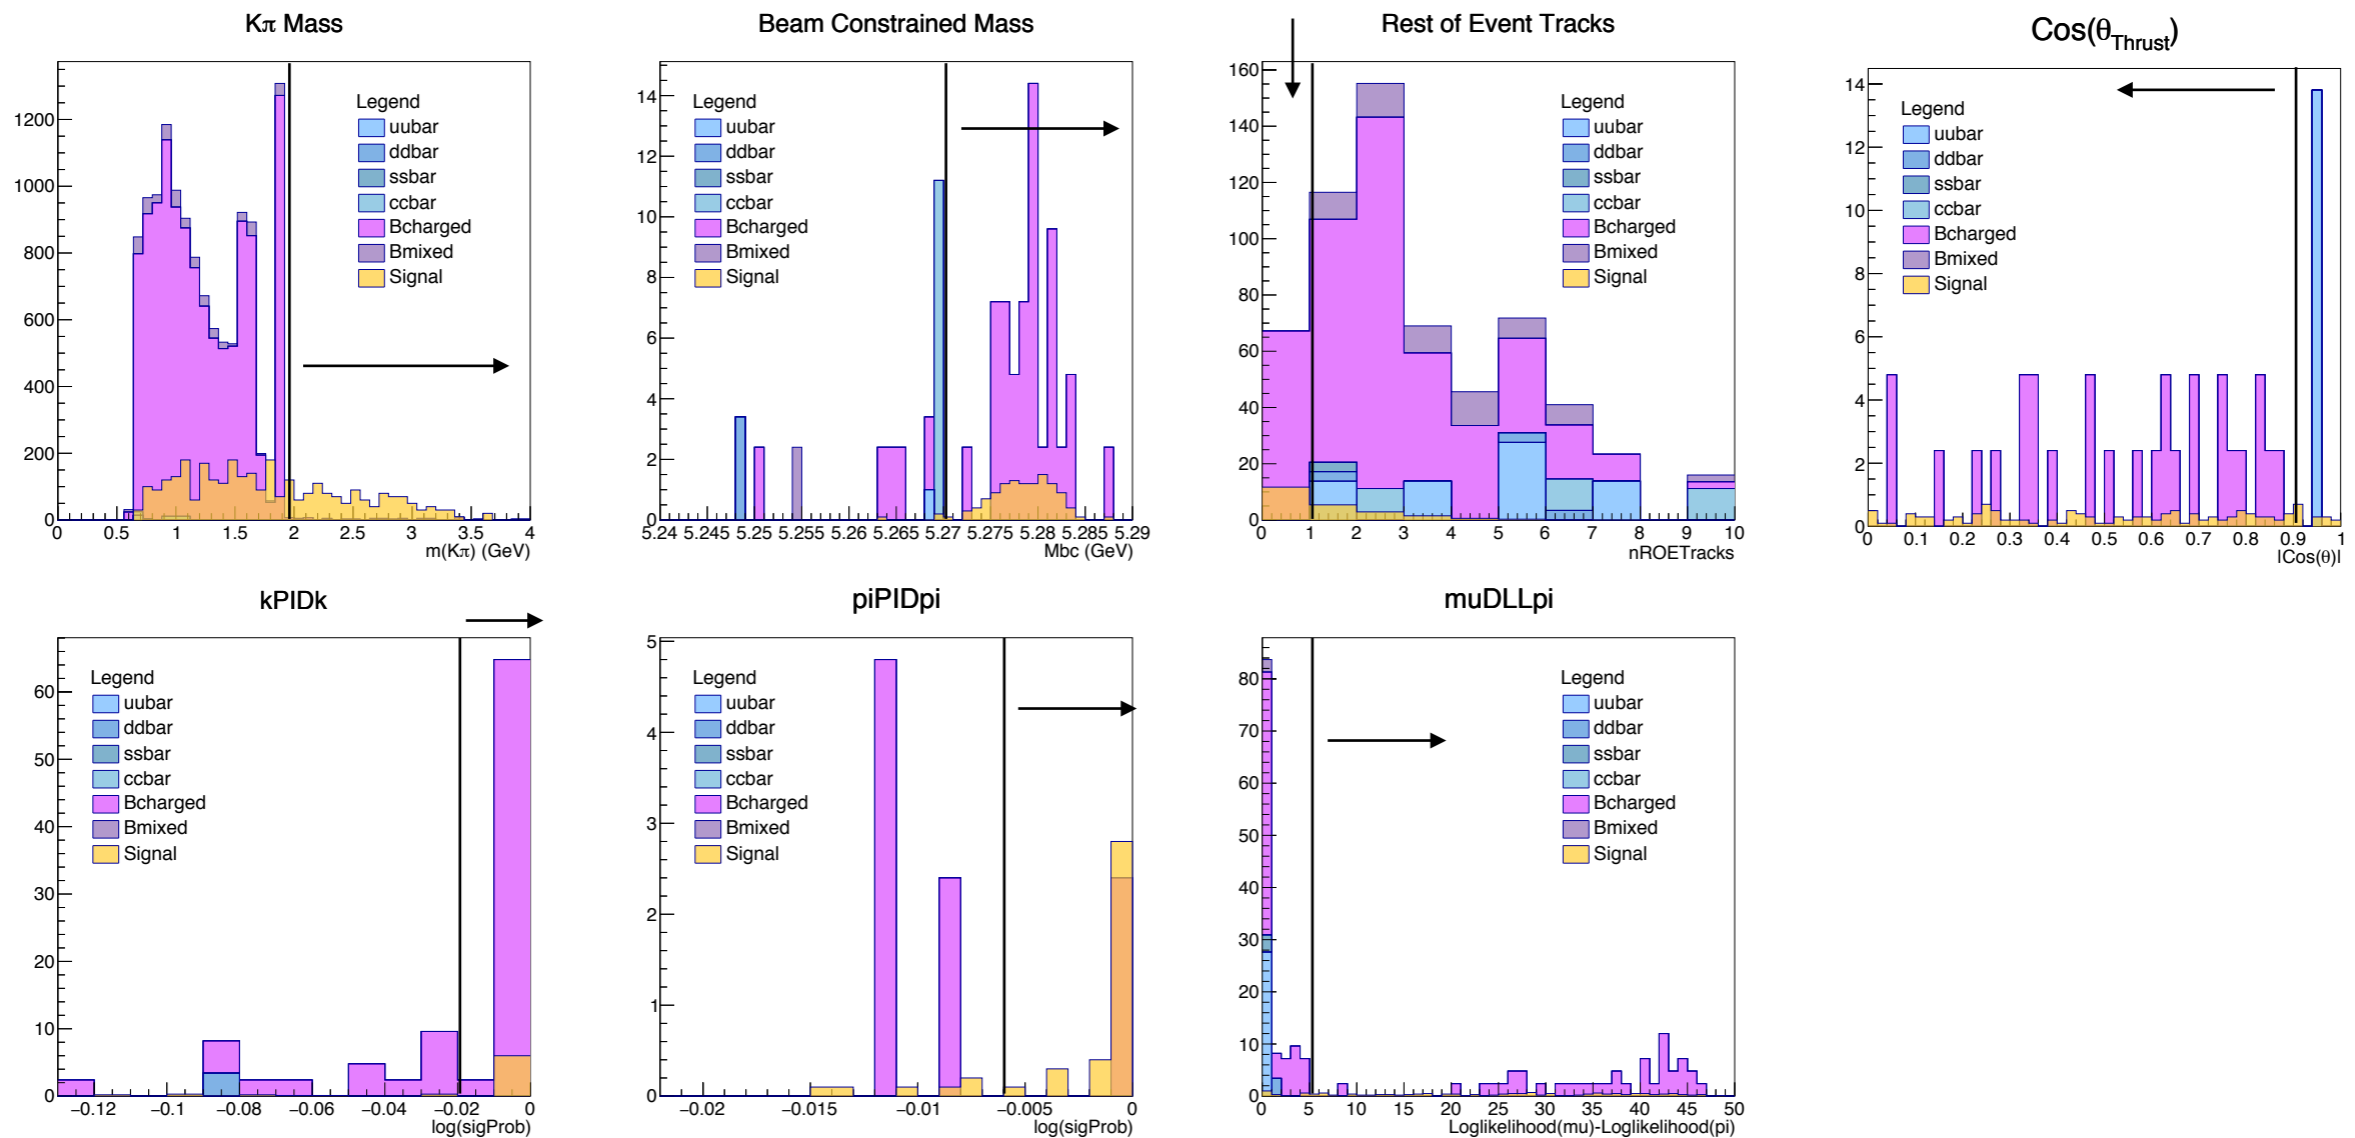 Kπ Mass
1200
1000
800
600
400
200
0
Legend
uubar
ddbar
ssbar
ccbar
Bcharged
Bmixed
Signal
0 0.5 1 1.5 2 2.5 3 3.5 4
m(Kπ) (GeV)
Beam Constrained Mass
14
12
10
8
6
4
2
0
Legend
uubar
ddbar
ssbar
ccbar
Bcharged
Bmixed
Signal
5.24 5.245 5.25 5.255 5.26 5.265 5.27 5.275 5.28 5.285 5.29
Mbc (GeV)
Rest of Event Tracks
160
140
120
100
80
60
40
20
0
Legend
uubar
ddbar
ssbar
ccbar
Bcharged
Bmixed
Signal
0 1 2 3 4 5 6 7 8 9 10
nROETracks
Cos(θThrust)
14
12
10
8
6
4
2
0
Legend
uubar
ddbar
ssbar
ccbar
Bcharged
Bmixed
Signal
0 0.1 0.2 0.3 0.4 0.5 0.6 0.7 0.8 0.9 1
|Cos(θ)|
kPIDk
60
50
40
30
20
10
0
Legend
uubar
ddbar
ssbar
ccbar
Bcharged
Bmixed
Signal
−0.12 −0.1 −0.08 −0.06 −0.04 −0.02 0
log(sigProb)
piPIDpi
5
4
3
2
1
0
Legend
uubar
ddbar
ssbar
ccbar
Bcharged
Bmixed
Signal
−0.02 −0.015 −0.01 −0.005 0
log(sigProb)
muDLLpi
80
70
60
50
40
30
20
10
0
Legend
uubar
ddbar
ssbar
ccbar
Bcharged
Bmixed
Signal
0 5 10 15 20 25 30 35 40 45 50
Loglikelihood(mu)-Loglikelihood(pi)